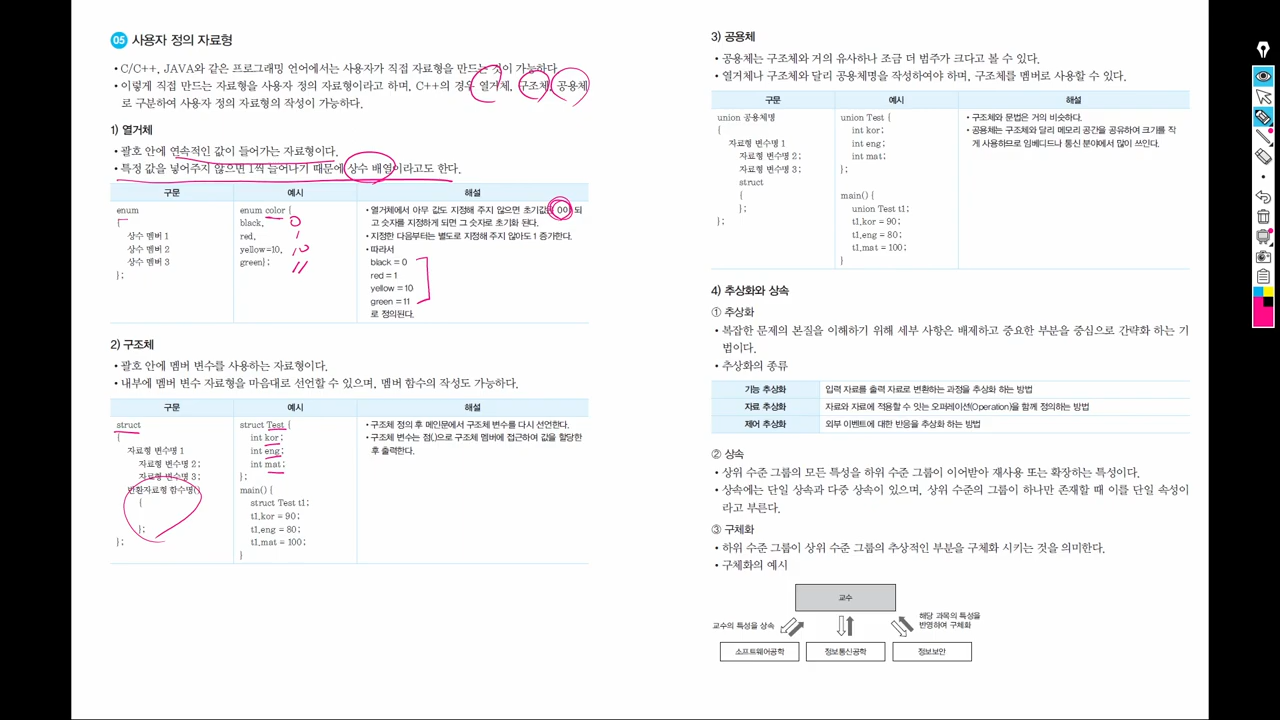 05 사용자 정의 자료형
• C/C++, JAVA와 같은 프로그래밍 언어에서는 사용자가 직접 자료형을 만드는 것이 가능하다.
• 이렇게 직접 만드는 자료형을 사용자 정의 자료형이라고 하며, C++의 경우 열거체, 구조체, 공용체
로 구분하여 사용자 정의 자료형의 작성이 가능하다.
1) 열거체
• 괄호 안에 연속적인 값이 들어가는 자료형이다.
• 특정 값을 넣어주지 않으면 1씩 늘어나기 때문에 상수 배열이라고도 한다.
구문 예시 해설
enum
{
상수 멤버 1
상수 멤버 2
상수 멤버 3
};
enum color {
black,
red,
yellow=10,
green};
0
1
10
11
• 열거체에서 아무 값도 지정해 주지 않으면 초기값은 00이 되
고 숫자를 지정하게 되면 그 숫자로 초기화 된다.
• 지정한 다음부터는 별도로 지정해 주지 않아도 1 증가한다.
• 따라서
black = 0
red = 1
yellow = 10
green = 11
로 정의된다.
2) 구조체
• 괄호 안에 멤버 변수를 사용하는 자료형이다.
• 내부에 멤버 변수 자료형을 마음대로 선언할 수 있으며, 멤버 함수의 작성도 가능하다.
구문 예시 해설
struct
{
자료형 변수명 1
자료형 변수명 2;
자료형 변수명 3;
반환자료형 함수명()
{
};
};
struct Test {
int kor;
int eng;
int mat;
};
main() {
struct Test t1;
t1.kor = 90;
t1.eng = 80;
t1.mat = 100;
}
• 구조체 정의 후 메인문에서 구조체 변수를 다시 선언한다.
• 구조체 변수는 점(.)으로 구조체 멤버에 접근하여 값을 할당한
후 출력한다.
3) 공용체
• 공용체는 구조체와 거의 유사하나 조금 더 범주가 크다고 볼 수 있다.
• 열거체나 구조체와 달리 공용체명을 작성하여야 하며, 구조체를 멤버로 사용할 수 있다.
구문 예시 해설
union 공용체명
{
자료형 변수명 1
자료형 변수명 2;
자료형 변수명 3;
struct
{
};
};
union Test {
int kor;
int eng;
int mat;
};
main() {
union Test t1;
t1.kor = 90;
t1.eng = 80;
t1.mat = 100;
}
• 구조체와 문법은 거의 비슷하다.
• 공용체는 구조체와 달리 메모리 공간을 공유하여 크기를 작
게 사용하므로 임베디드나 통신 분야에서 많이 쓰인다.
4) 추상화와 상속
① 추상화
• 복잡한 문제의 본질을 이해하기 위해 세부 사항은 배제하고 중요한 부분을 중심으로 간략화 하는 기
법이다.
• 추상화의 종류
기능 추상화 입력 자료를 출력 자료로 변환하는 과정을 추상화 하는 방법
자료 추상화 자료와 자료에 적용할 수 있는 오퍼레이션(Operation)을 함께 정의하는 방법
제어 추상화 외부 이벤트에 대한 반응을 추상화 하는 방법
② 상속
• 상위 수준 그룹의 모든 특성을 하위 수준 그룹이 이어받아 재사용 또는 확장하는 특성이다.
• 상속에는 단일 상속과 다중 상속이 있으며, 상위 수준의 그룹이 하나만 존재할 때 이를 단일 속성이
라고 부른다.
③ 구체화
• 하위 수준 그룹이 상위 수준 그룹의 추상적인 부분을 구체화 시키는 것을 의미한다.
• 구체화의 예시
교수
교수의 특성을 상속
해당 과목의 특성을
반영하여 구체화
소프트웨어공학 정보통신공학 정보보안